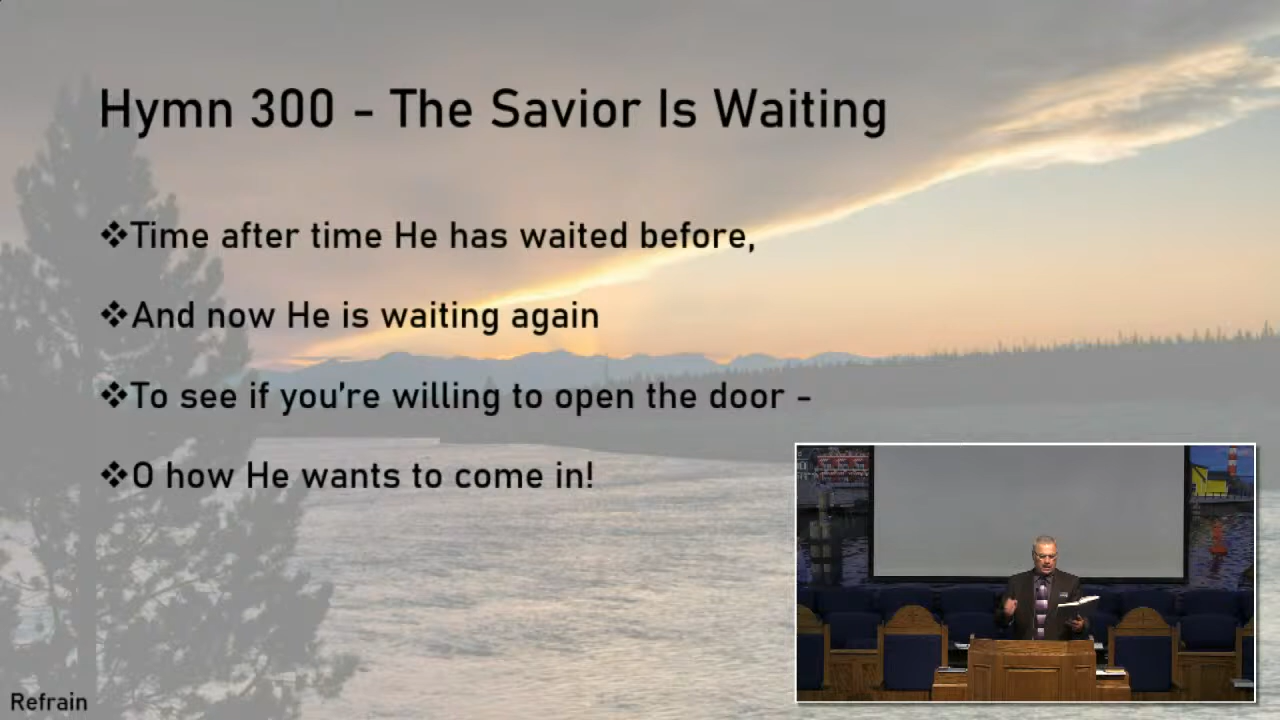 Hymn 300 - The Savior Is Waiting
❖Time after time He has waited before,
❖And now He is waiting again
❖To see if you're willing to open the door -
❖O how He wants to come in!
Refrain